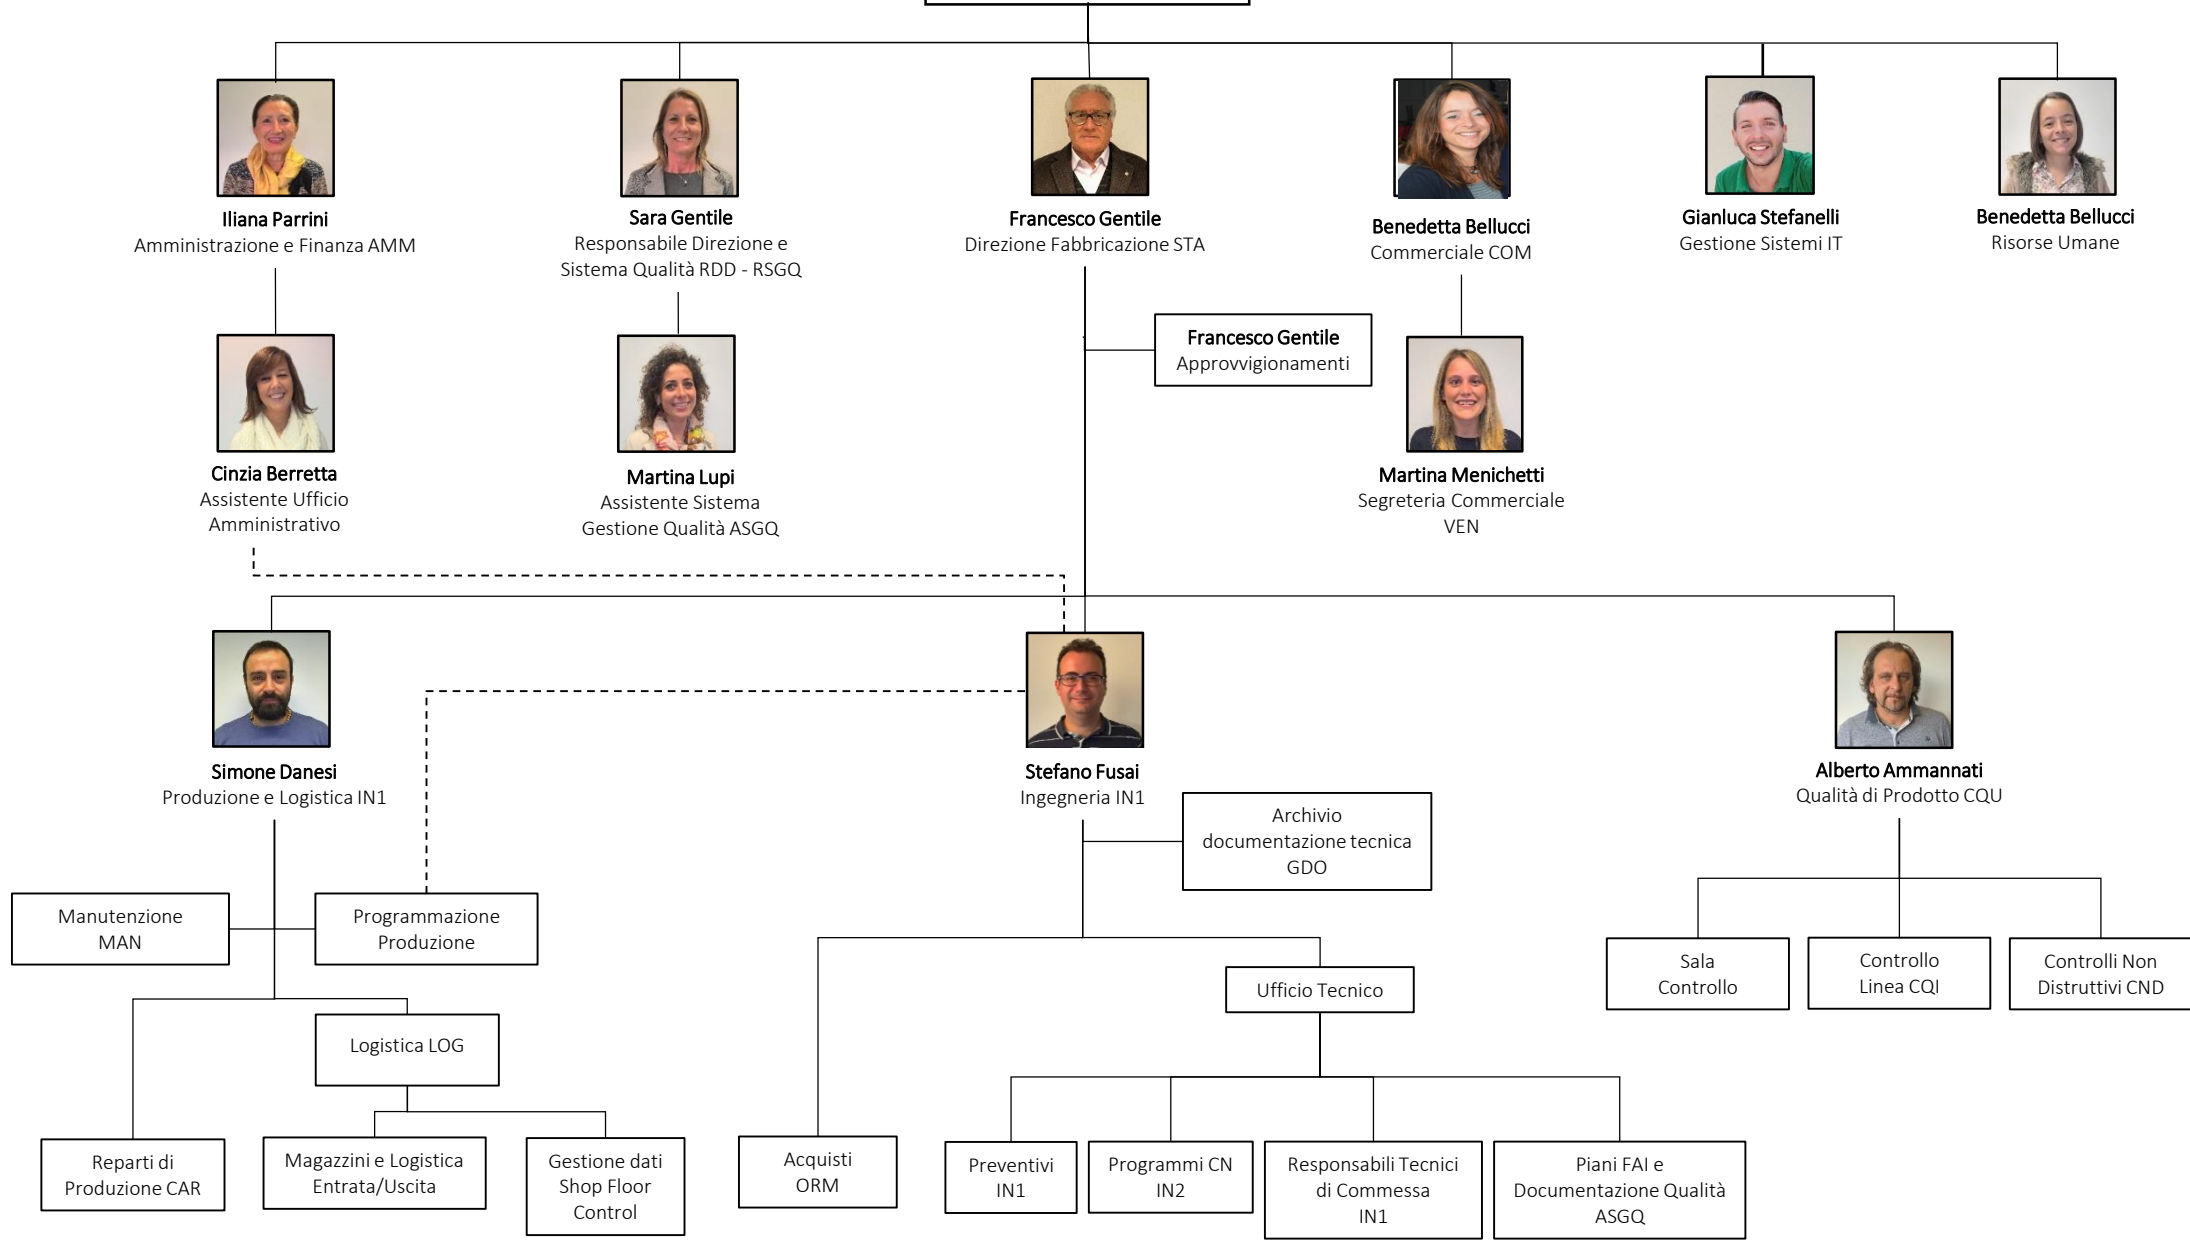 Iliana Parrini
Amministrazione e Finanza AMM
Sara Gentile
Responsabile Direzione e
Sistema Qualità RDD - RSGQ
Francesco Gentile
Direzione Fabbricazione STA
Benedetta Bellucci
Commerciale COM
Gianluca Stefanelli
Gestione Sistemi IT
Benedetta Bellucci
Risorse Umane
Francesco Gentile
Approvvigionamenti
Cinzia Berretta
Assistente Ufficio
Amministrativo
Martina Lupi
Assistente Sistema
Gestione Qualità ASGQ
Martina Menichetti
Segreteria Commerciale
VEN
Simone Danesi
Produzione e Logistica IN1
Stefano Fusai
Ingegneria IN1
Alberto Ammannati
Qualità di Prodotto CQU
Archivio
documentazione tecnica
GDO
Manutenzione
MAN
Programmazione
Produzione
Sala
Controllo
Controllo
Linea CQI
Controlli Non
Distruttivi CND
Ufficio Tecnico
Logistica LOG
Reparti di
Produzione CAR
Magazzini e Logistica
Entrata/Uscita
Gestione dati
Shop Floor
Control
Acquisti
ORM
Preventivi
IN1
Programmi CN
IN2
Responsabili Tecnici
di Commessa
IN1
Piani FAI e
Documentazione Qualità
ASGQ